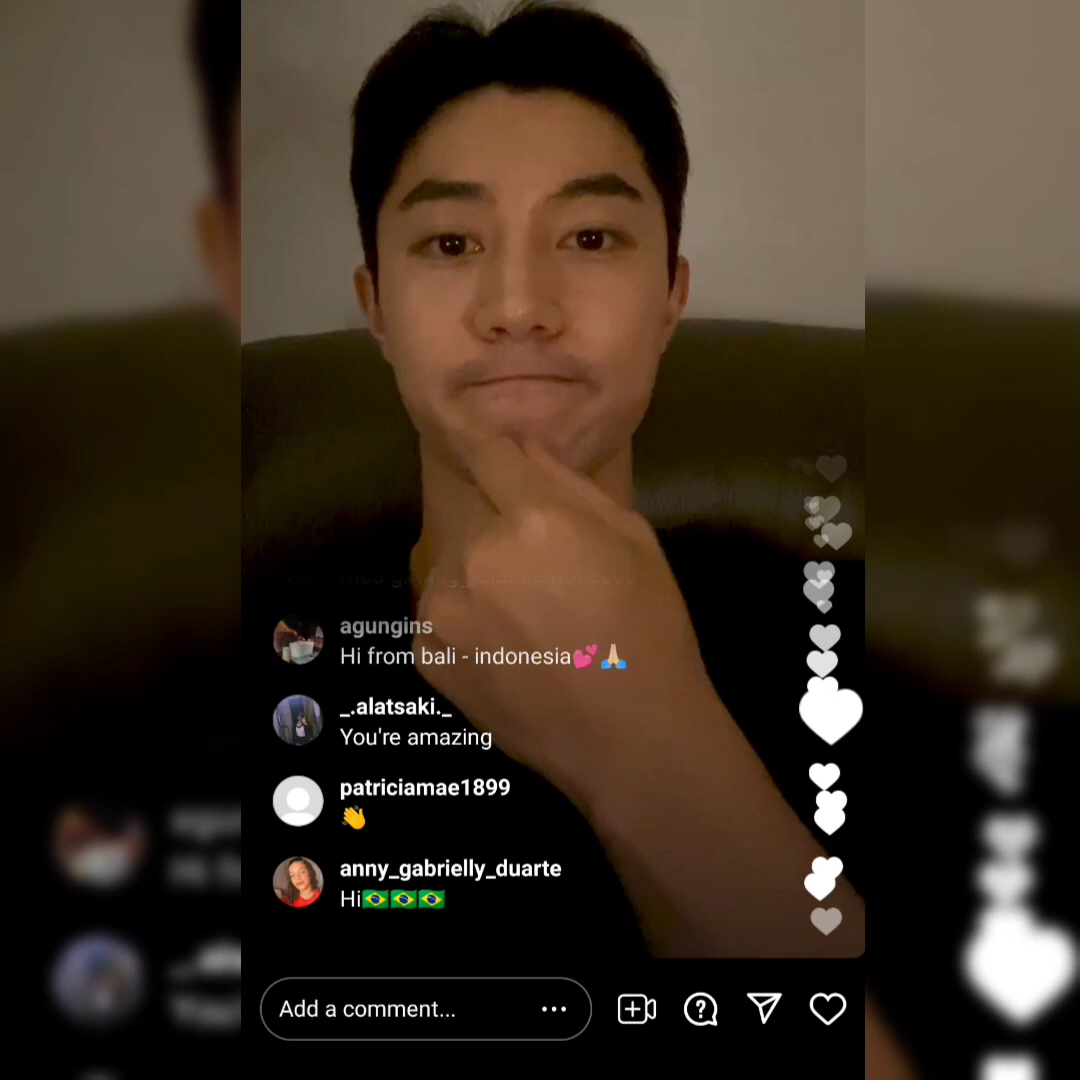 agungins
Hi from bali - indonesia💕🙏🏼
_.alatsaki._
You're amazing
patriciamae1899
👏
anny_gabrielly_duarte
Hi🇧🇷🇧🇷🇧🇷
Add a comment...